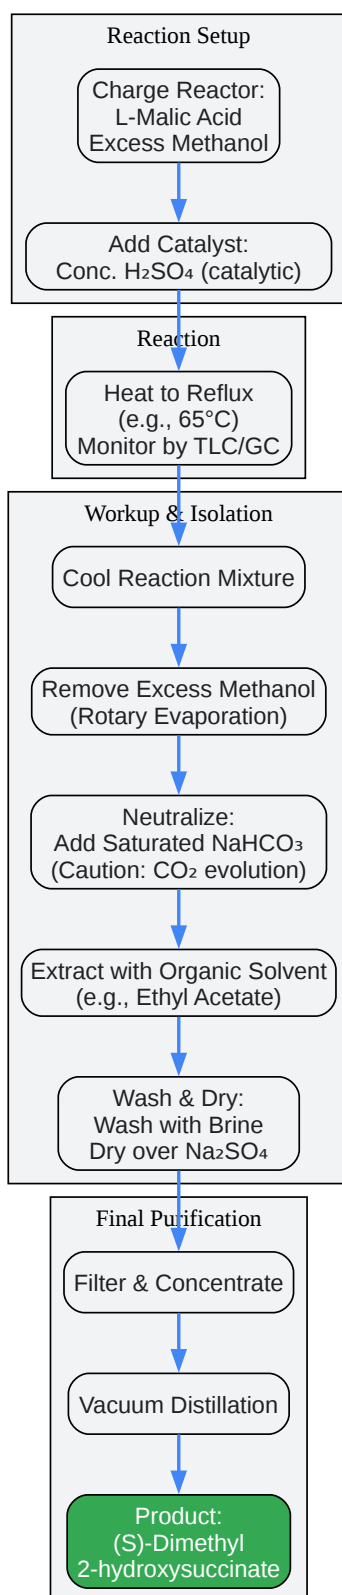 Reaction Setup
Charge Reactor:
L-Malic Acid
Excess Methanol
Add Catalyst:
Conc. H₂SO₄ (catalytic)
Reaction
Heat to Reflux
(e.g., 65°C)
Monitor by TLC/GC
Workup & Isolation
Cool Reaction Mixture
Remove Excess Methanol
(Rotary Evaporation)
Neutralize:
Add Saturated NaHCO₃
(Caution: CO₂ evolution)
Extract with Organic Solvent
(e.g., Ethyl Acetate)
Wash & Dry:
Wash with Brine
Dry over Na₂SO₄
Final Purification
Filter & Concentrate
Vacuum Distillation
Product:
(S)-Dimethyl
2-hydroxysuccinate